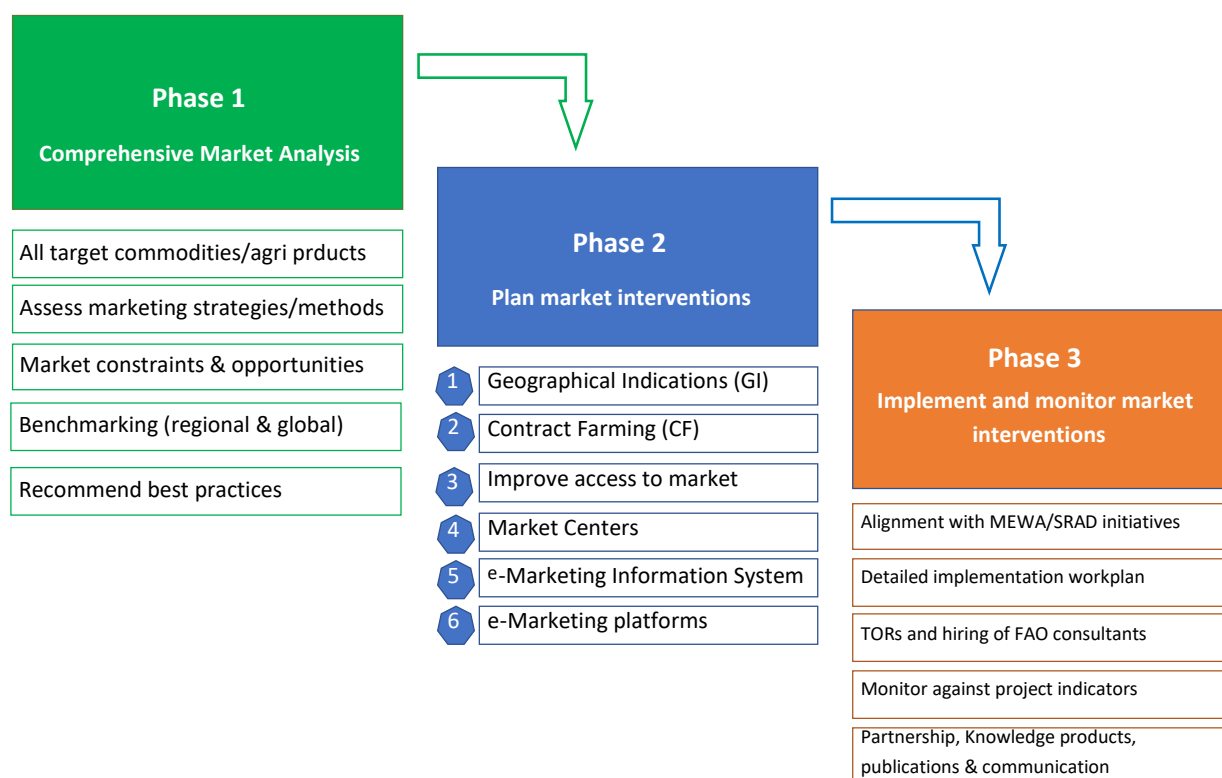 Phase 1
Comprehensive Market Analysis
All target commodities/agri prducts
Assess marketing strategies/methods
Market constraints & opportunities
Benchmarking (regional & global)
Recommend best practices
Phase 2
Plan market interventions
1 Geographical Indications (GI)
2 Contract Farming (CF)
3 Improve access to market
4 Market Centers
5 e-Marketing Information System
6 e-Marketing platforms
Phase 3
Implement and monitor market
interventions
Alignment with MEWA/SRAD initiatives
Detailed implementation workplan
TORs and hiring of FAO consultants
Monitor against project indicators
Partnership, Knowledge products,
publications & communication